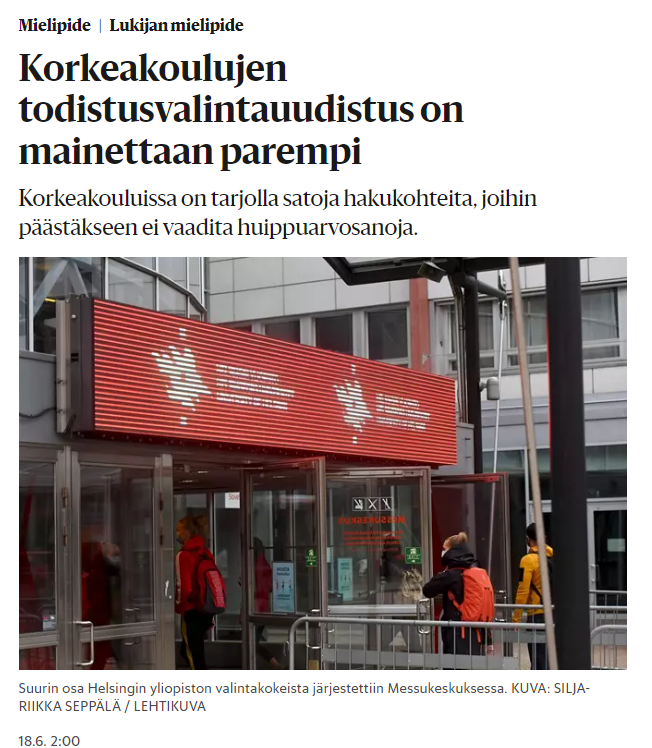 Mielipide | Lukijan mielipide
Korkeakoulujen
todistusvalintauudistus on
mainettaan parempi
Korkeakouluissa on tarjolla satoja hakukohteita, joihin
päästäkseen ei vaadita huippuarvosanoja.
MESSUKESKUS
Suurin osa Helsingin yliopiston valintakokeista järjestettiin Messukeskuksessa. KUVA: SILJA-
RIIKKA SEPPÄLÄ / LEHTIKUVA
18.6. 2:00